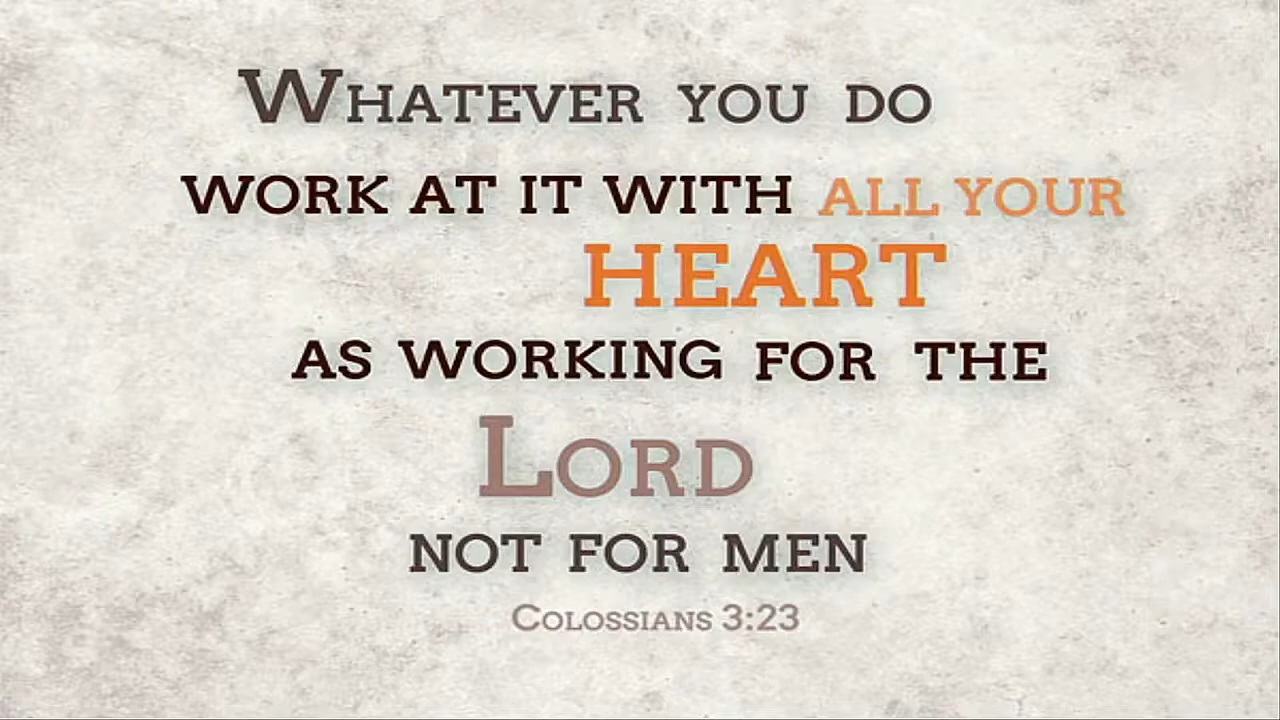 WHATEVER YOU DO
WORK AT IT WITH ALL YOUR
HEART
AS WORKING FOR THE
LORD
NOT FOR MEN
COLOSSIANS 3:23